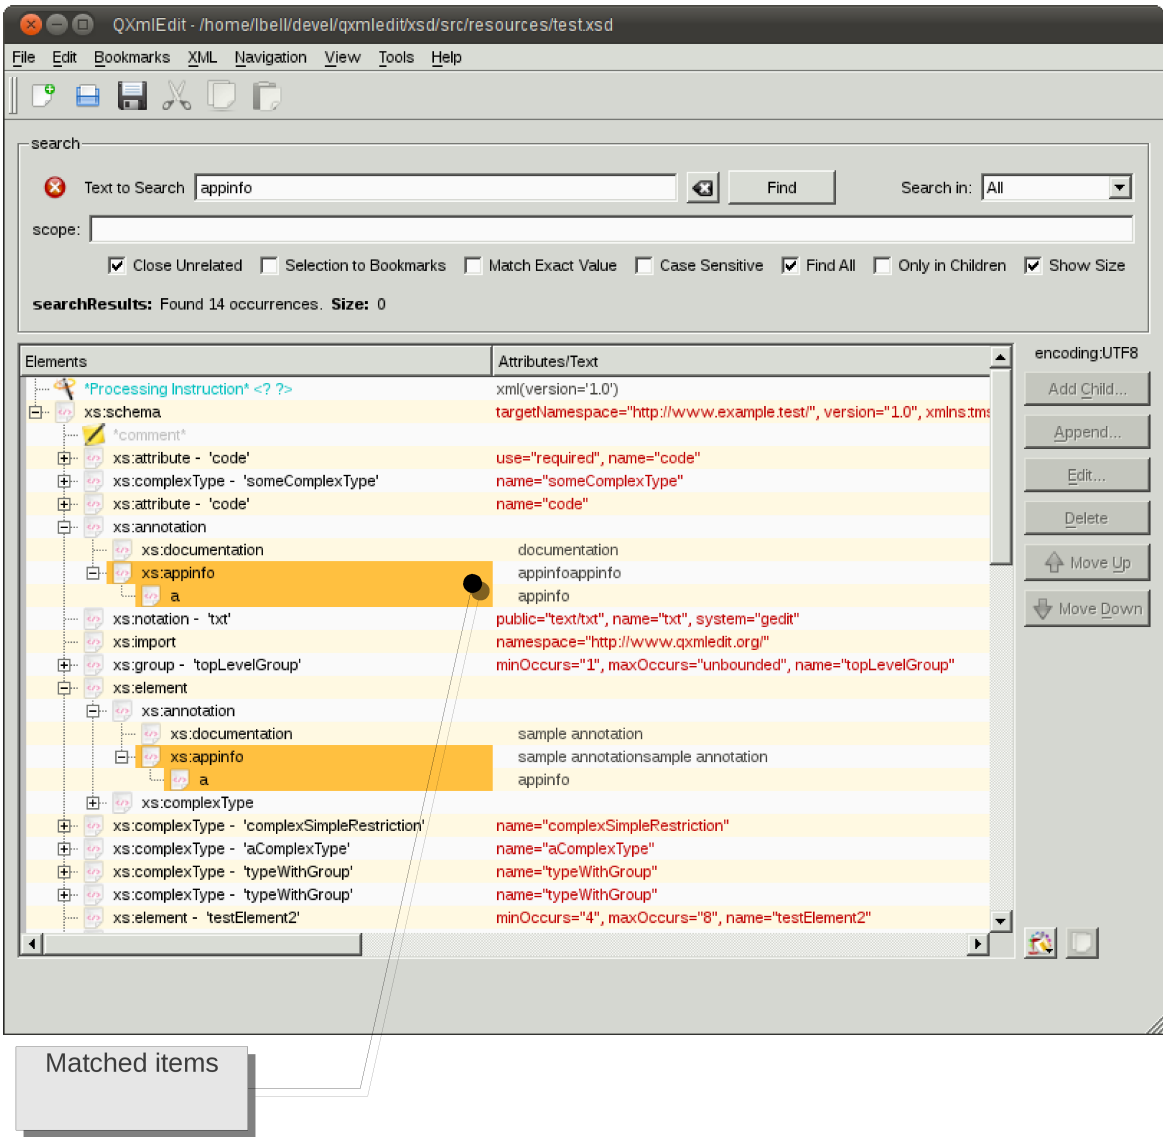 QXmlEdit - /home/lbell/devel/qxmledit/xsd/src/resources/test.xsd
File Edit Bookmarks XML Navigation View Tools Help
search
Text to Search appinfo Find Search in: All
scope:
Close Unrelated Selection to Bookmarks Match Exact Value Case Sensitive Find All Only in Children Show Size
searchResults: Found 14 occurrences. Size: 0
Elements Attributes/Text encoding:UTF8
*Processing Instruction* <? ?> xml(version='1.0') Add Child...
xs:schema targetNamespace="http://www.example.test/", version="1.0", xmlns:tms
*comment* Append...
xs:attribute - 'code' use="required", name="code"
xs:complexType - 'someComplexType' name="someComplexType" Edit...
xs:attribute - 'code' name="code"
xs:annotation Delete
xs:documentation documentation
xs:appinfo appinfoappinfo Move Up
a appinfo Move Down
xs:notation - 'txt' public="text/txt", name="txt", system="gedit"
xs:import namespace="http://www.qxmledit.org/"
xs:group - 'topLevelGroup' minOccurs="1", maxOccurs="unbounded", name="topLevelGroup"
xs:element
xs:annotation
xs:documentation sample annotation
xs:appinfo sample annotationsample annotation
a appinfo
xs:complexType
xs:complexType - 'complexSimpleRestriction' name="complexSimpleRestriction"
xs:complexType - 'aComplexType' name="aComplexType"
xs:complexType - 'typeWithGroup' name="typeWithGroup"
xs:complexType - 'typeWithGroup' name="typeWithGroup"
xs:element - 'testElement2' minOccurs="4", maxOccurs="8", name="testElement2"
Matched items